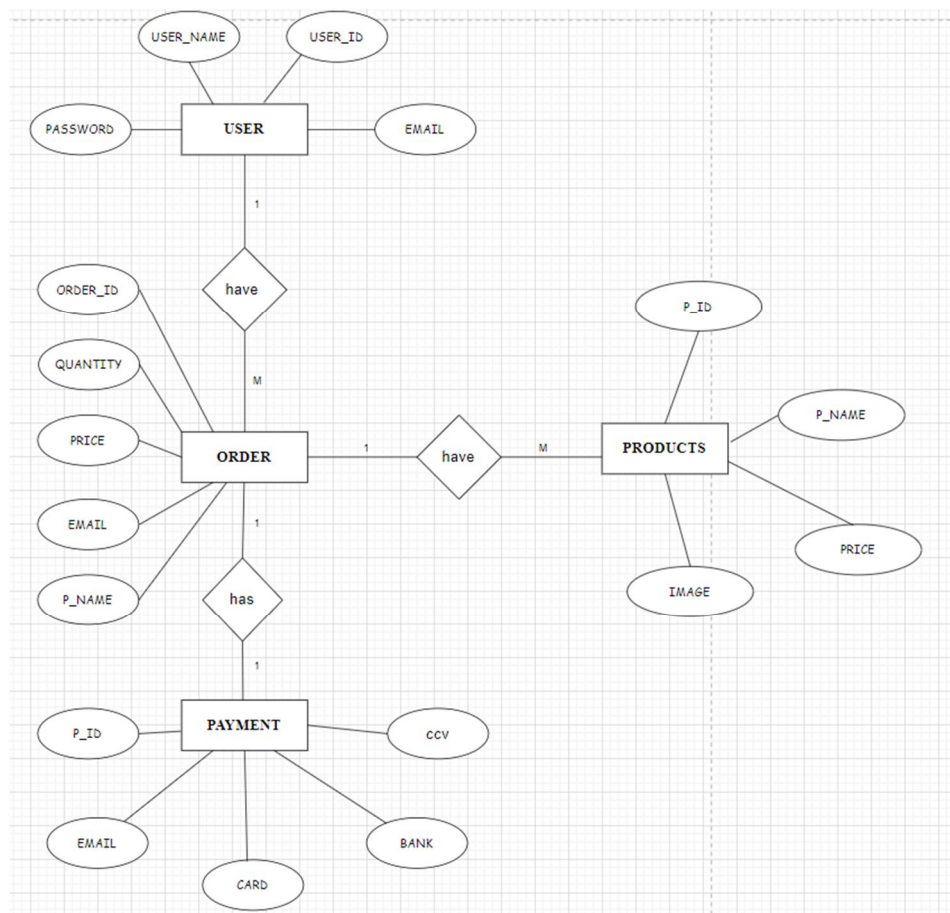 USER_NAME
USER_ID
PASSWORD
USER
EMAIL
1
have
ORDER_ID
P_ID
QUANTITY
M
P_NAME
PRICE
ORDER
1
have
M
PRODUCTS
EMAIL
1
PRICE
P_NAME
has
IMAGE
1
P_ID
PAYMENT
CCV
EMAIL
BANK
CARD